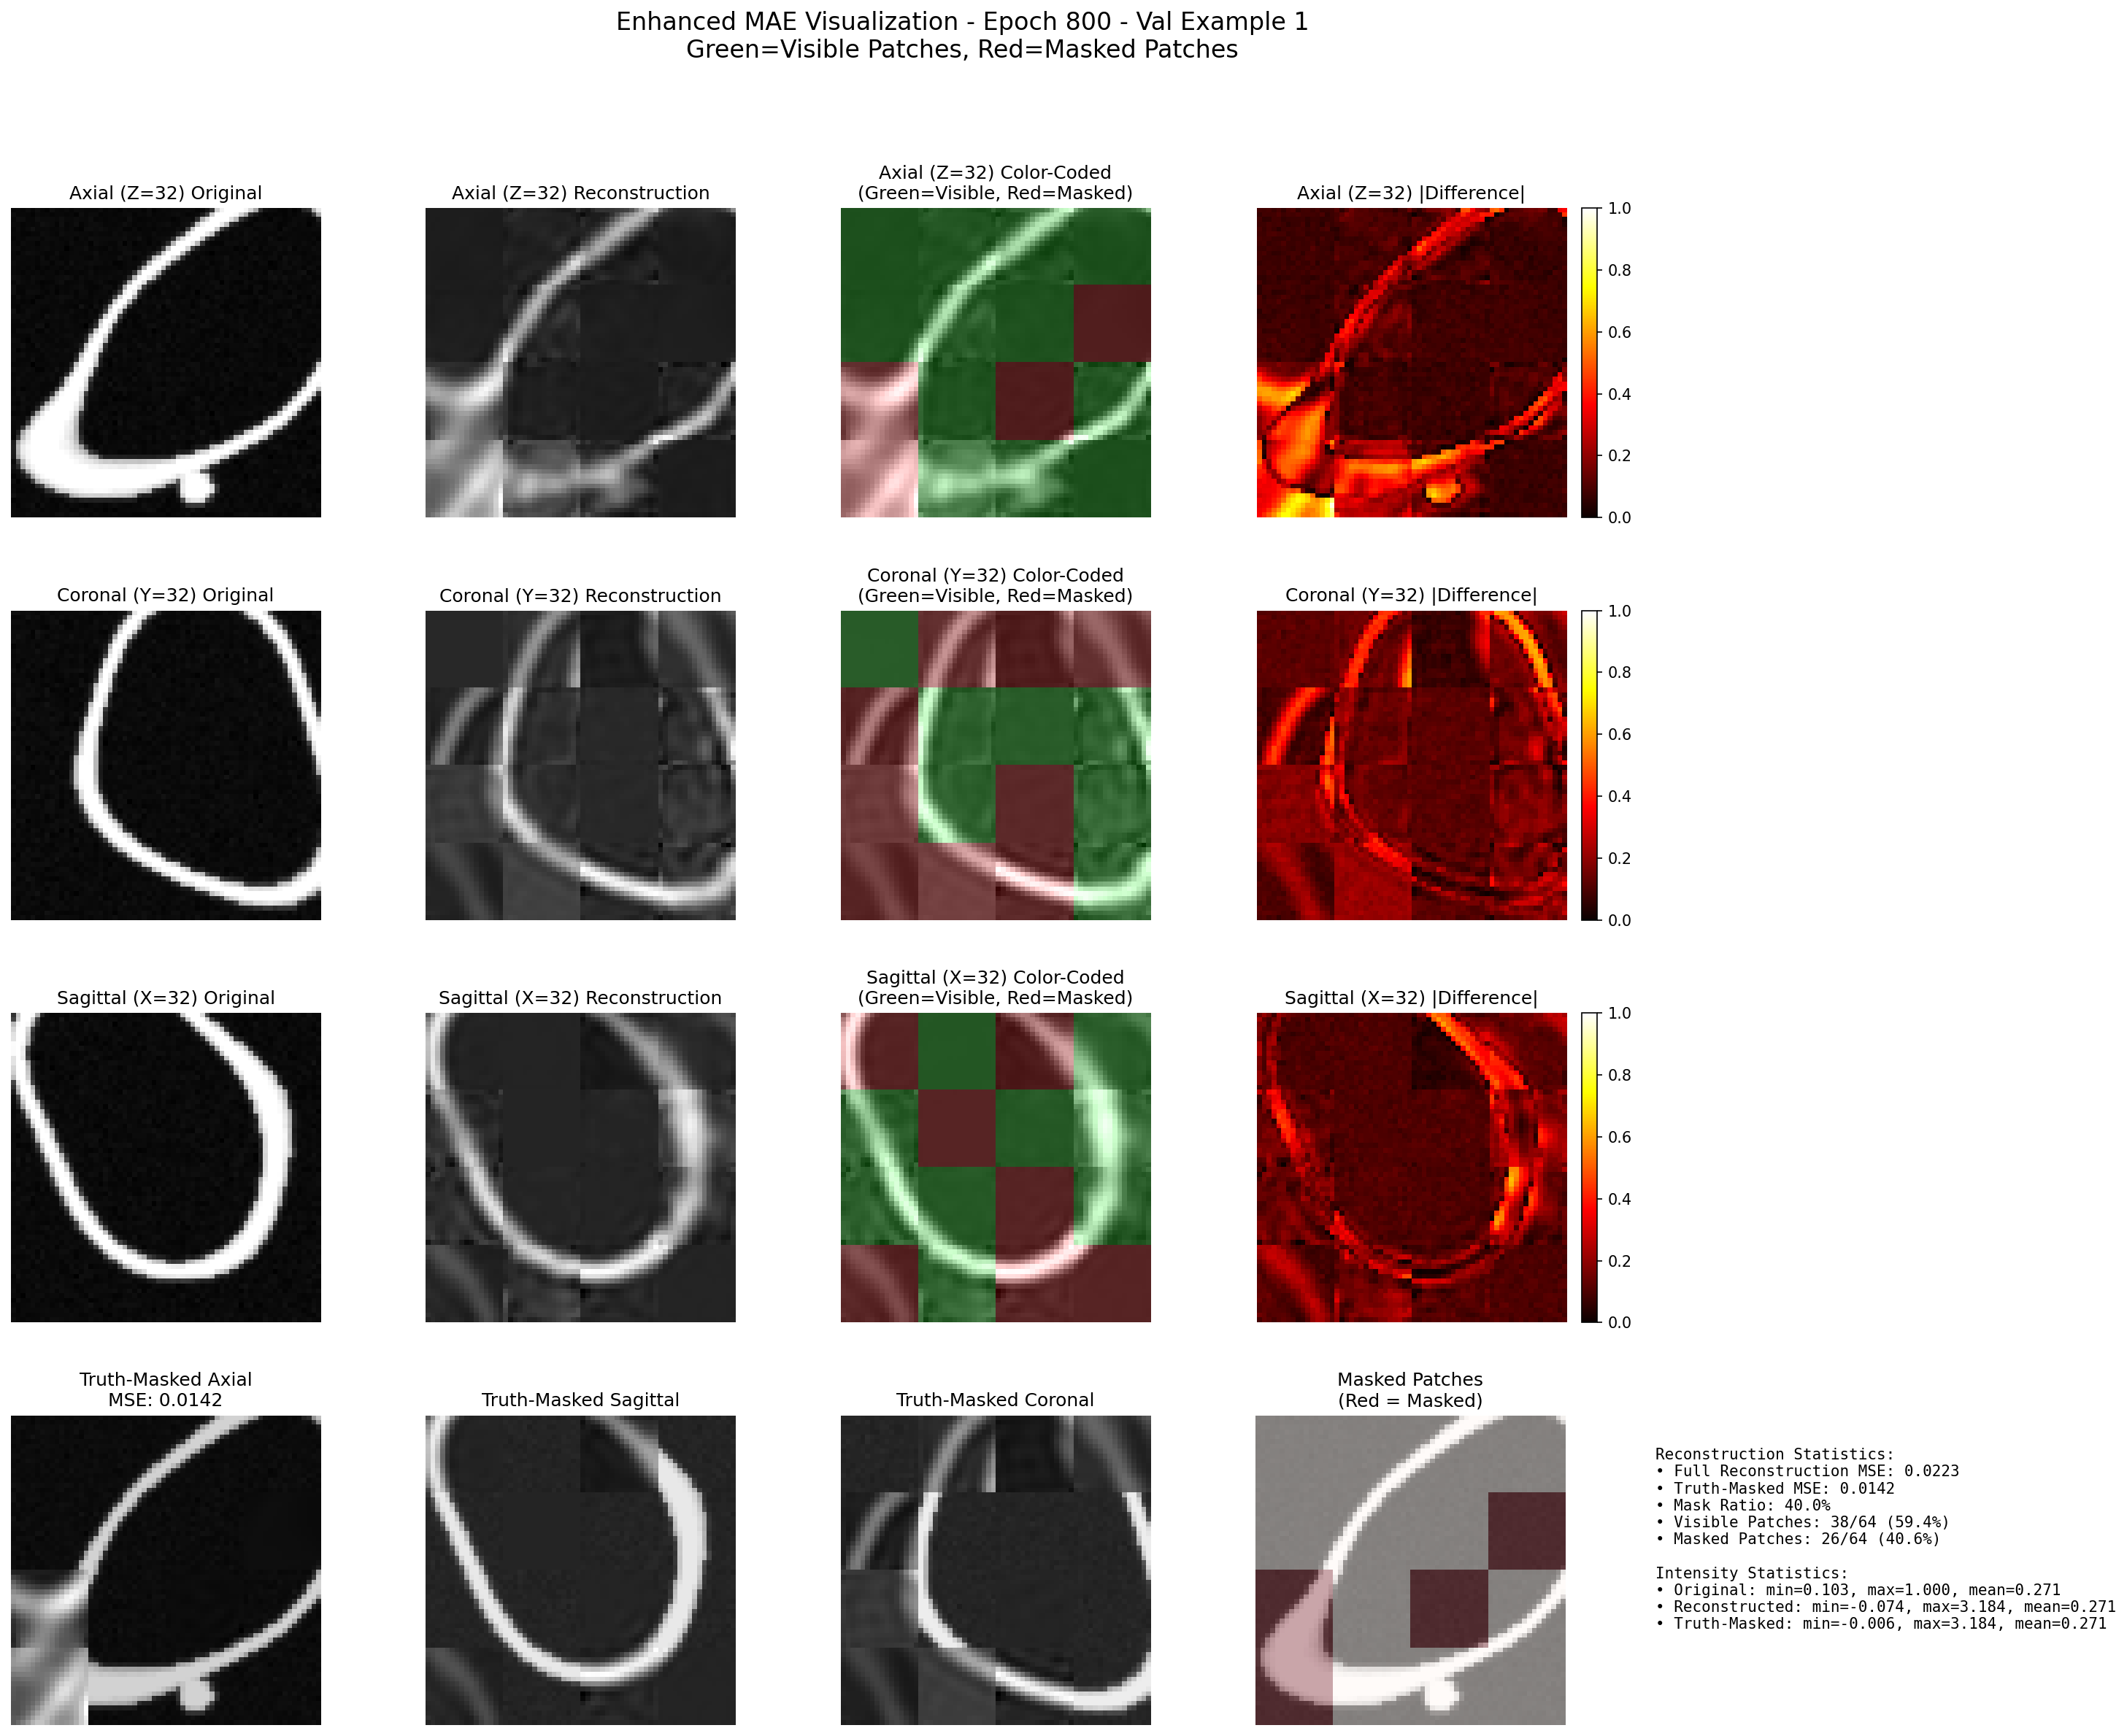 Enhanced MAE Visualization - Epoch 800 - Val Example 1
Green=Visible Patches, Red=Masked Patches
Axial (Z=32) Original
Axial (Z=32) Reconstruction
Axial (Z=32) Color-Coded
(Green=Visible, Red=Masked)
Axial (Z=32) |Difference|
1.0
0.8
0.6
0.4
0.2
0.0
Coronal (Y=32) Original
Coronal (Y=32) Reconstruction
Coronal (Y=32) Color-Coded
(Green=Visible, Red=Masked)
Coronal (Y=32) |Difference|
1.0
0.8
0.6
0.4
0.2
0.0
Sagittal (X=32) Original
Sagittal (X=32) Reconstruction
Sagittal (X=32) Color-Coded
(Green=Visible, Red=Masked)
Sagittal (X=32) |Difference|
1.0
0.8
0.6
0.4
0.2
0.0
Truth-Masked Axial
MSE: 0.0142
Truth-Masked Sagittal
Truth-Masked Coronal
Masked Patches
(Red = Masked)
Reconstruction Statistics:
• Full Reconstruction MSE: 0.0223
• Truth-Masked MSE: 0.0142
• Mask Ratio: 40.0%
• Visible Patches: 38/64 (59.4%)
• Masked Patches: 26/64 (40.6%)
Intensity Statistics:
• Original: min=0.103, max=1.000, mean=0.271
• Reconstructed: min=-0.074, max=3.184, mean=0.271
• Truth-Masked: min=-0.006, max=3.184, mean=0.271